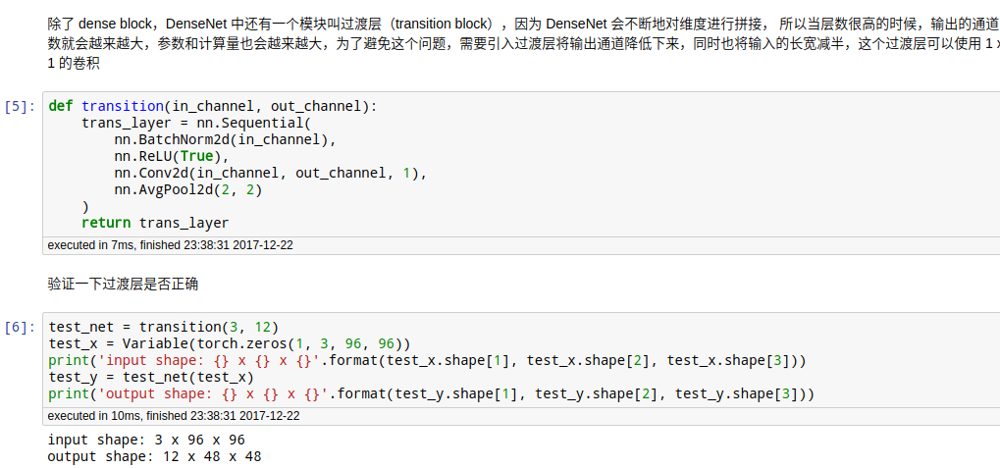 除了 dense block，DenseNet 中还有一个模块叫过渡层（transition block），因为 DenseNet 会不断地对维度进行拼接， 所以当层数很高的时候，输出的通道
数就会越来越大，参数和计算量也会越来越大，为了避免这个问题，需要引入过渡层将输出通道降低下来，同时也将输入的长宽减半，这个过渡层可以使用 1 x
1 的卷积
[5]: def transition(in_channel, out_channel):
    trans_layer = nn.Sequential(
        nn.BatchNorm2d(in_channel),
        nn.ReLU(True),
        nn.Conv2d(in_channel, out_channel, 1),
        nn.AvgPool2d(2, 2)
    )
    return trans_layer
executed in 7ms, finished 23:38:31 2017-12-22
验证一下过渡层是否正确
[6]: test_net = transition(3, 12)
test_x = Variable(torch.zeros(1, 3, 96, 96))
print('input shape: {} x {} x {}'.format(test_x.shape[1], test_x.shape[2], test_x.shape[3]))
test_y = test_net(test_x)
print('output shape: {} x {} x {}'.format(test_y.shape[1], test_y.shape[2], test_y.shape[3]))
executed in 10ms, finished 23:38:31 2017-12-22
input shape: 3 x 96 x 96
output shape: 12 x 48 x 48